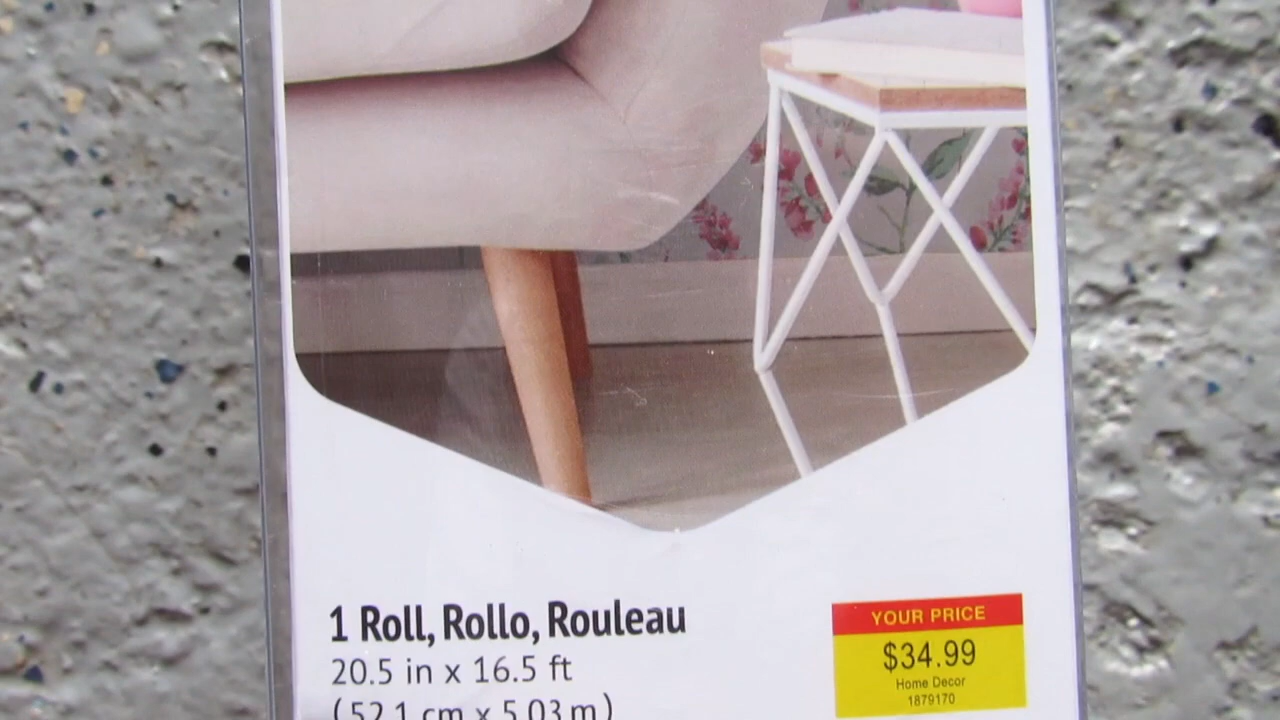 1 Roll, Rollo, Rouleau
20.5 in x 16.5 ft
(52.1 cm x 5.03 m)
YOUR PRICE
$34.99
Home Decor
1879170